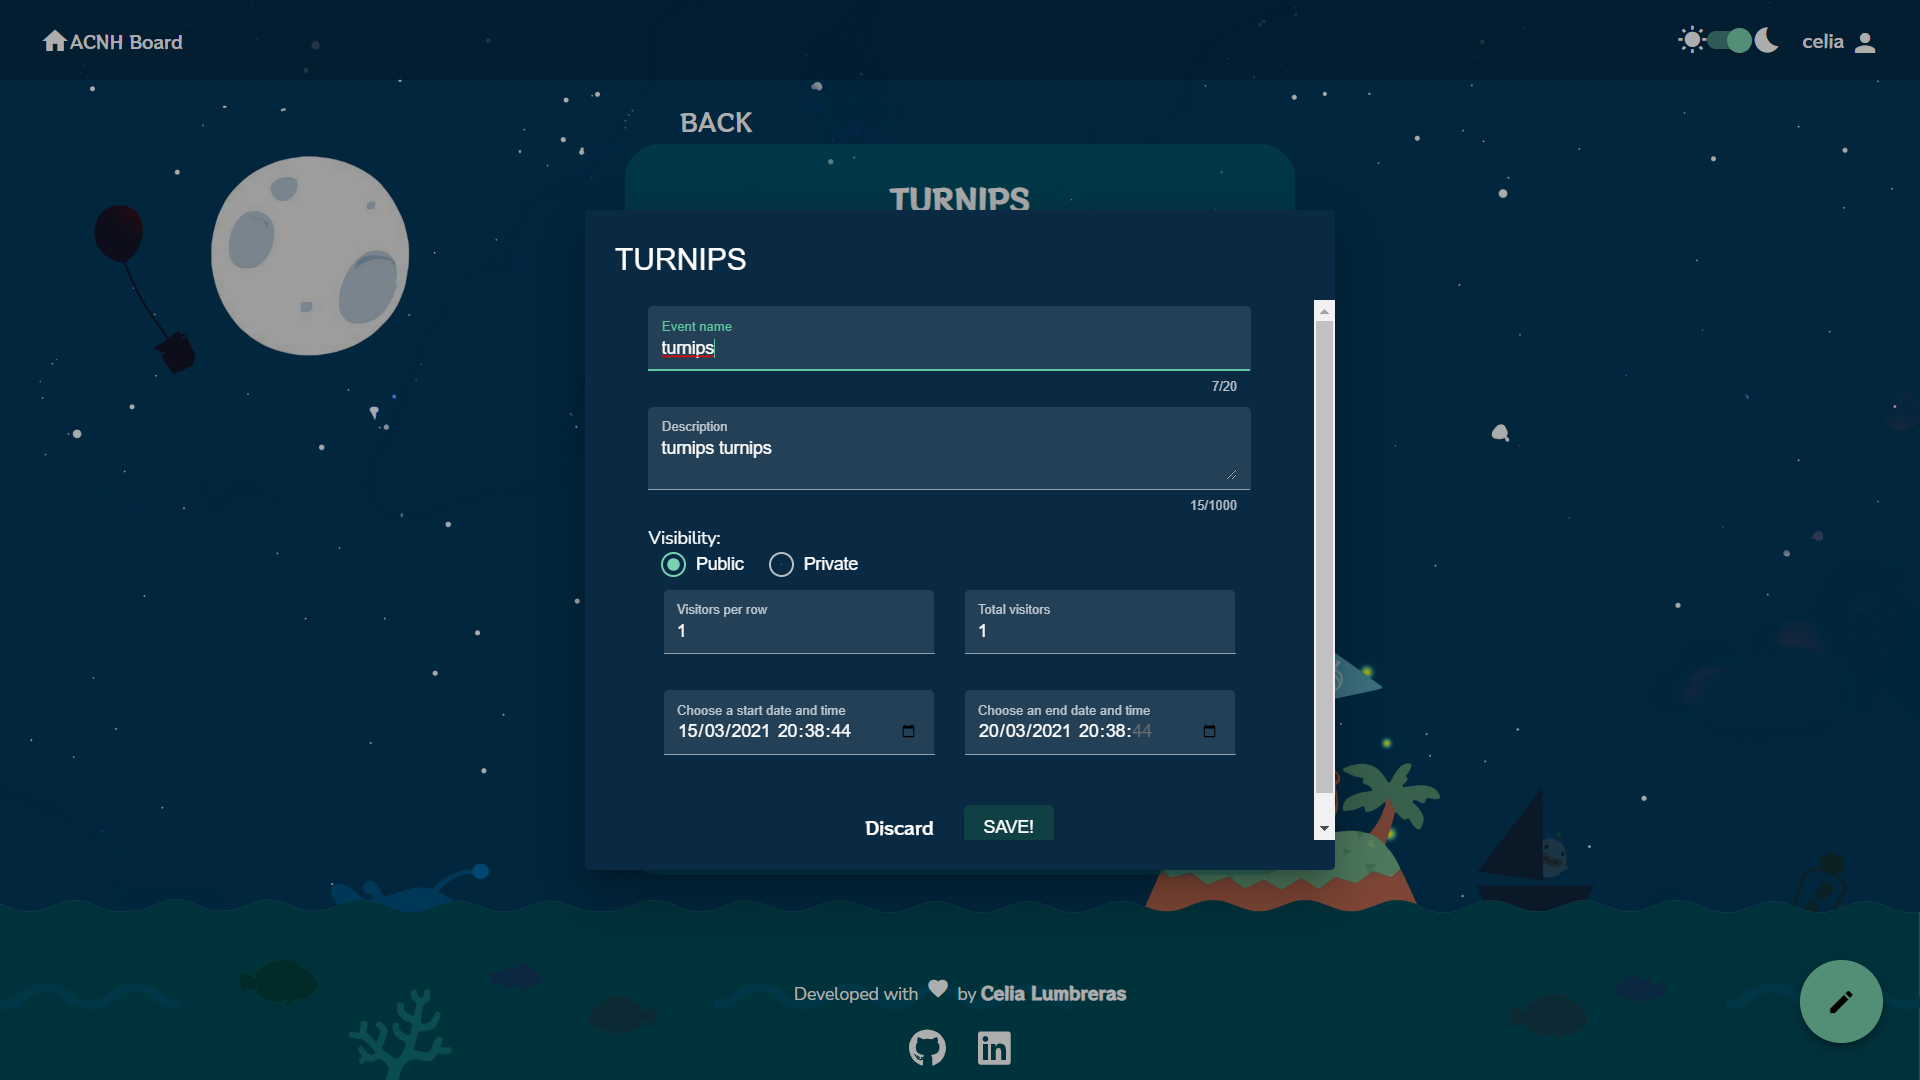 ACNH Board
celia
BACK
TURNIPS
TURNIPS
Event name
turnips
7/20
Description
turnips turnips
15/1000
Visibility:
Public Private
Visitors per row Total visitors
1 1
Choose a start date and time Choose an end date and time
15/03/2021 20:38:44 20/03/2021 20:38:44
Discard SAVE!
Developed with by Celia Lumbreras
in